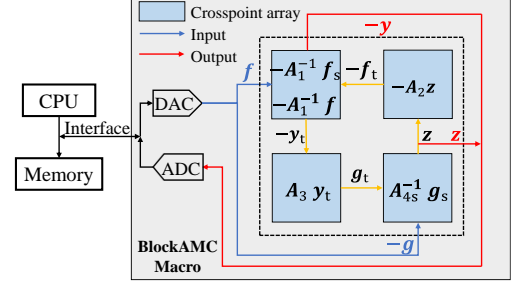 Crosspoint array
Input
Output
−y
CPU
Interface
Memory
DAC
ADC
f
−A₁⁻¹ fₛ
−A₁⁻¹ f
−fₜ
−A₂z
−yₜ
z
z
A₃ yₜ
gₜ
A₄ₛ⁻¹ gₛ
−g
BlockAMC
Macro